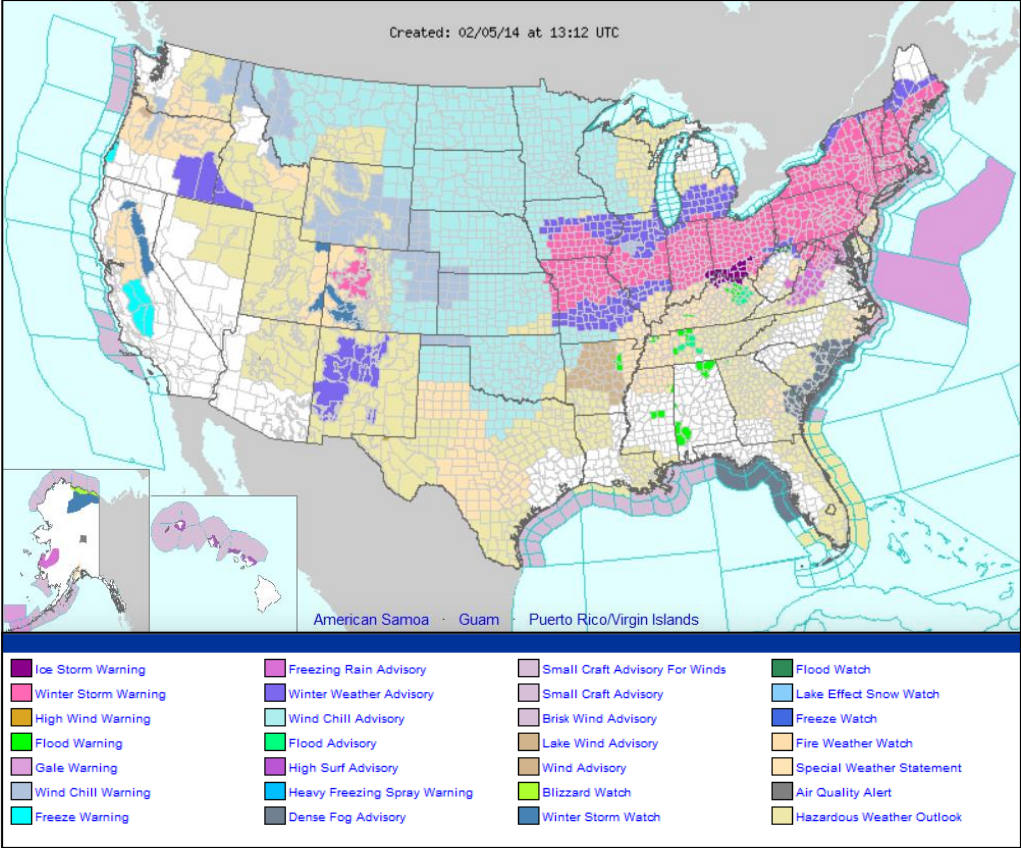 Created: 02/05/14 at 13:12 UTC
American Samoa · Guam · Puerto Rico/Virgin Islands
Ice Storm Warning
Freezing Rain Advisory
Small Craft Advisory For Winds
Flood Watch
Winter Storm Warning
Winter Weather Advisory
Small Craft Advisory
Lake Effect Snow Watch
High Wind Warning
Wind Chill Advisory
Brisk Wind Advisory
Freeze Watch
Flood Warning
Flood Advisory
Lake Wind Advisory
Fire Weather Watch
Gale Warning
High Surf Advisory
Wind Advisory
Special Weather Statement
Wind Chill Warning
Heavy Freezing Spray Warning
Blizzard Watch
Air Quality Alert
Freeze Warning
Dense Fog Advisory
Winter Storm Watch
Hazardous Weather Outlook